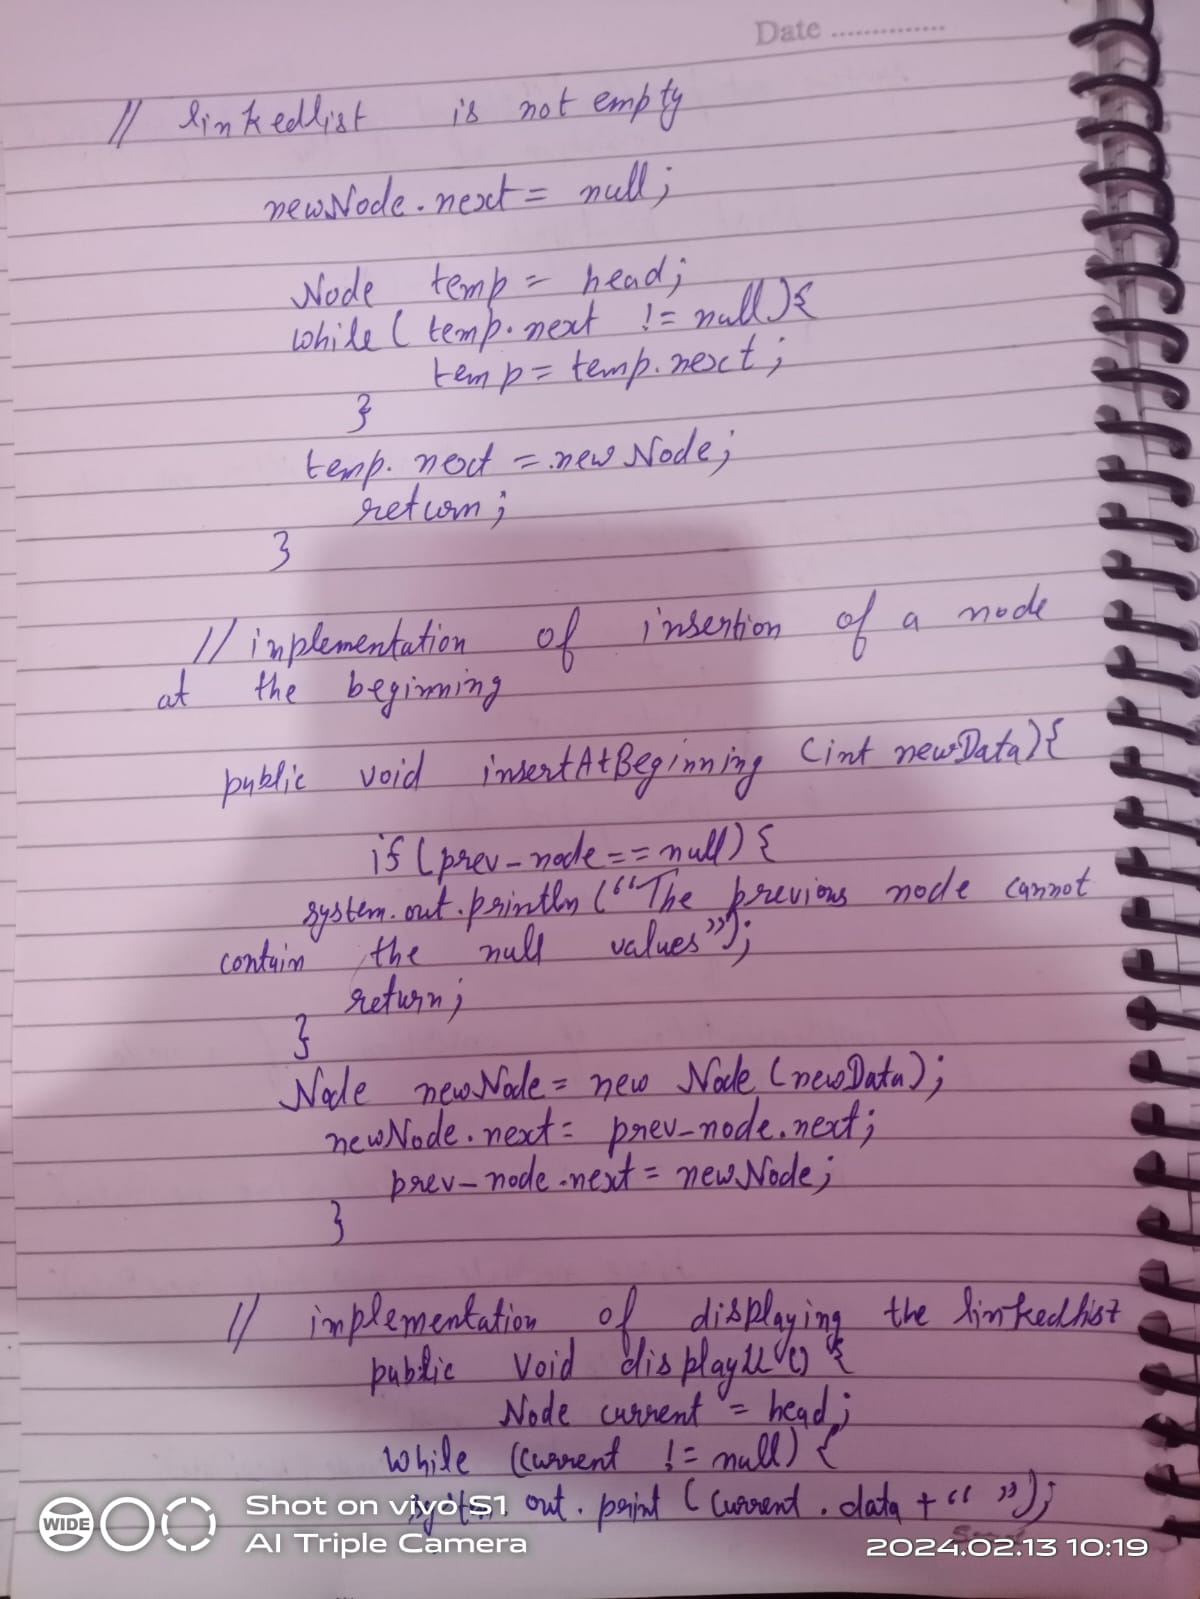 Date ..............
// linkedlist is not empty
newNode.next = null;
Node temp = head;
while ( temp.next != null){
temp = temp.next;
}
temp.next = newNode;
return;
}
// implementation of insertion of a node
at the beginning
public void insertAtBeginning (int newData){
if (prev_node == null) {
system.out.println (“The previous node cannot
contain the null values”);
return;
}
Node newNode = new Node (newData);
newNode.next = prev_node.next;
prev_node.next = newNode;
}
// implementation of displaying the linkedlist
public void displayll () {
Node current = head;
while (current != null) {
system.out.print (current.data + “ ”);
WIDE
Shot on vivo S1
AI Triple Camera
2024.02.13 10:19